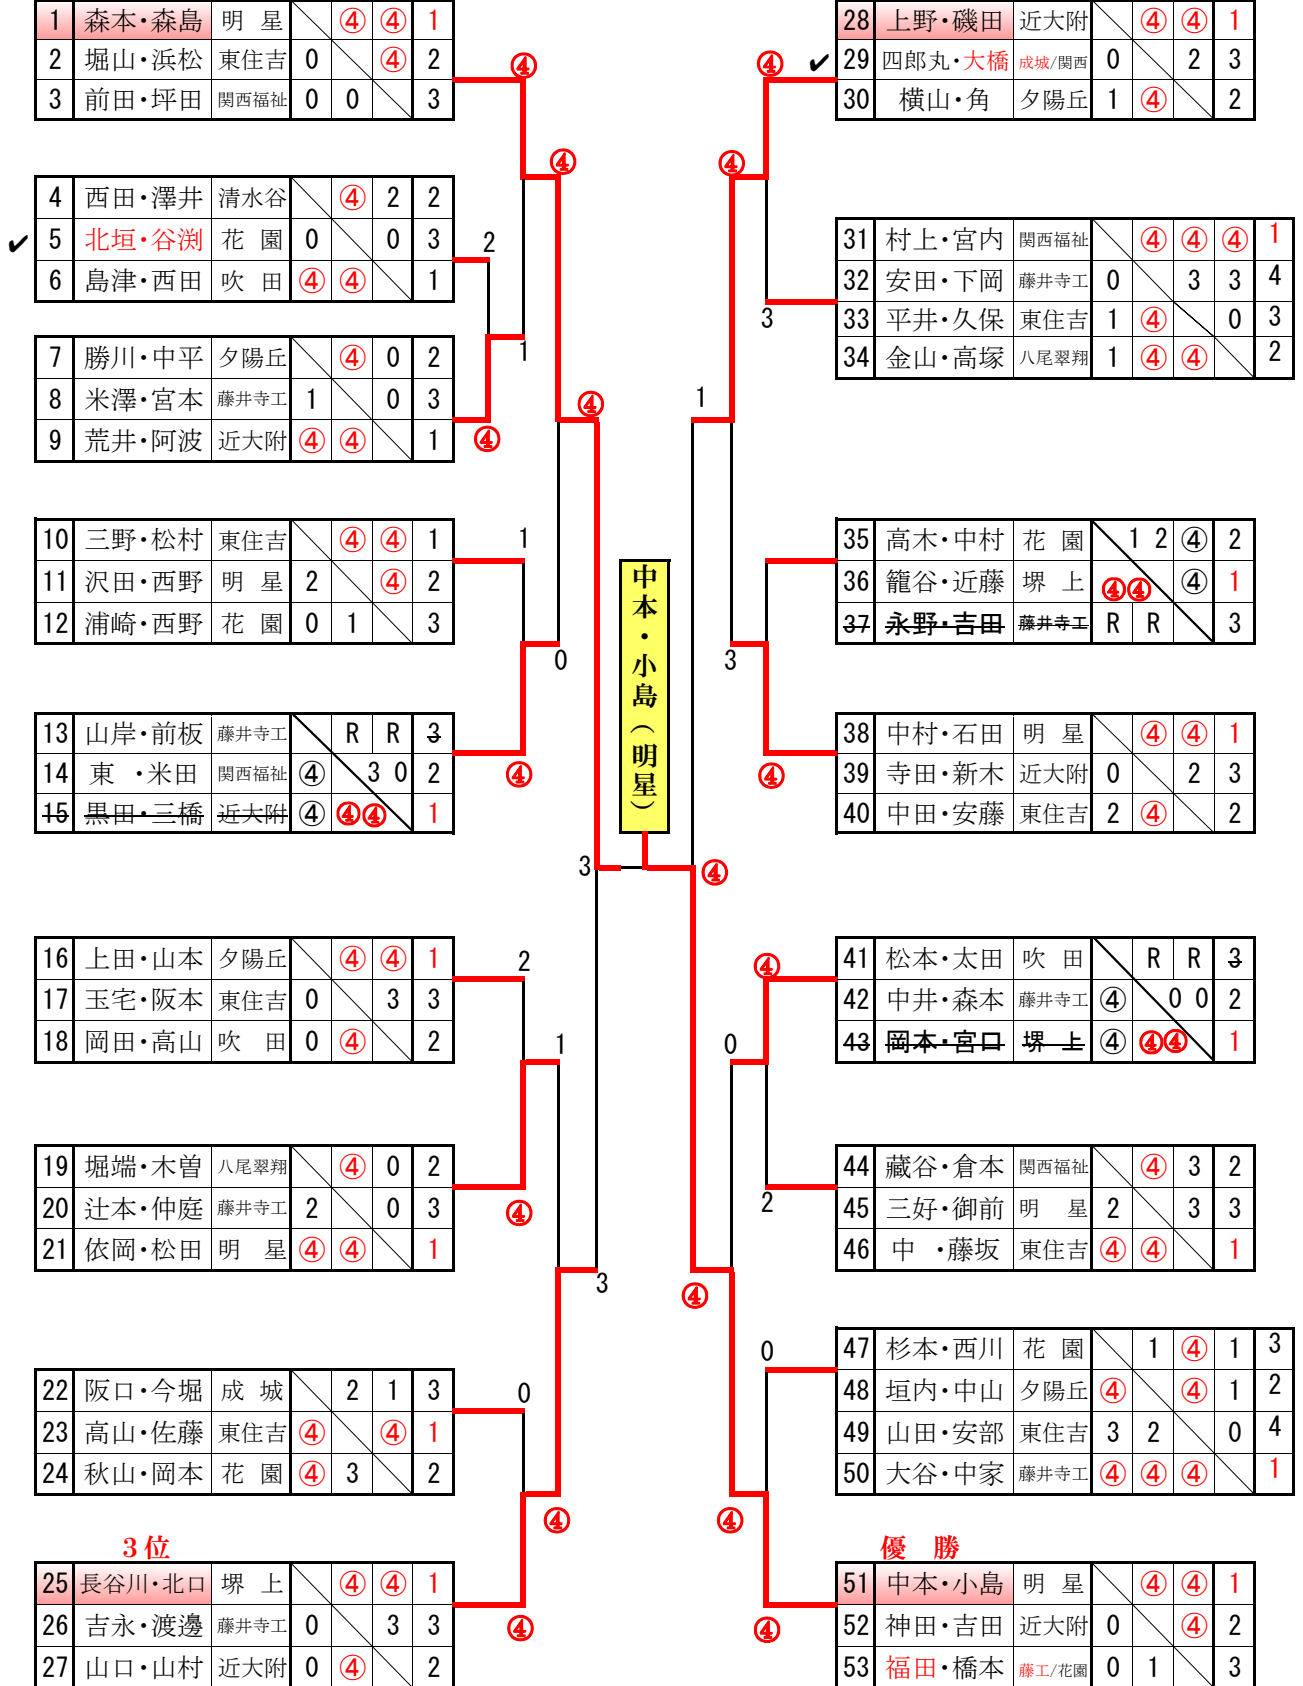 1 森本・森島 明 星 ④ ④ 1
2 堀山・浜松 東住吉 0 ④ 2
3 前田・坪田 関西福祉 0 0 3
4 西田・澤井 清水谷 ④ 2 2
✔ 5 北垣・谷渕 花 園 0 0 3
6 島津・西田 吹 田 ④ ④ 1
7 勝川・中平 夕陽丘 ④ 0 2
8 米澤・宮本 藤井寺工 1 0 3
9 荒井・阿波 近大附 ④ ④ 1
10 三野・松村 東住吉 ④ ④ 1
11 沢田・西野 明 星 2 ④ 2
12 浦崎・西野 花 園 0 1 3
13 山岸・前板 藤井寺工 R R 3
14 東 ・米田 関西福祉 ④ 3 0 2
15 黒田・三橋 近大附 ④ ④④ 1
16 上田・山本 夕陽丘 ④ ④ 1
17 玉宅・阪本 東住吉 0 3 3
18 岡田・高山 吹 田 0 ④ 2
19 堀端・木曽 八尾翠翔 ④ 0 2
20 辻本・仲庭 藤井寺工 2 0 3
21 依岡・松田 明 星 ④ ④ 1
22 阪口・今堀 成 城 2 1 3
23 高山・佐藤 東住吉 ④ ④ 1
24 秋山・岡本 花 園 ④ 3 2
3位
25 長谷川・北口 堺 上 ④ ④ 1
26 吉永・渡邊 藤井寺工 0 3 3
27 山口・山村 近大附 0 ④ 2
④
④
2
1
④
④
1
0
④
3
2
1
④
3
0
④
④
中本・小島(明星)
④
④
1
3
3
④
④
④
0
2
④
0
④
④
28 上野・磯田 近大附 ④ ④ 1
✔ 29 四郎丸・大橋 成城/関西 0 2 3
30 横山・角 夕陽丘 1 ④ 2
31 村上・宮内 関西福祉 ④ ④ ④ 1
32 安田・下岡 藤井寺工 0 3 3 4
33 平井・久保 東住吉 1 ④ 0 3
34 金山・高塚 八尾翠翔 1 ④ ④ 2
35 高木・中村 花 園 1 2 ④ 2
36 籠谷・近藤 堺 上 ④④ ④ 1
37 永野・吉田 藤井寺工 R R 3
38 中村・石田 明 星 ④ ④ 1
39 寺田・新木 近大附 0 2 3
40 中田・安藤 東住吉 2 ④ 2
41 松本・太田 吹 田 R R 3
42 中井・森本 藤井寺工 ④ 0 0 2
43 岡本・宮口 堺 上 ④ ④④ 1
44 藏谷・倉本 関西福祉 ④ 3 2
45 三好・御前 明 星 2 3 3
46 中 ・藤坂 東住吉 ④ ④ 1
47 杉本・西川 花 園 1 ④ 1 3
48 垣内・中山 夕陽丘 ④ ④ 1 2
49 山田・安部 東住吉 3 2 0 4
50 大谷・中家 藤井寺工 ④ ④ ④ 1
優 勝
51 中本・小島 明 星 ④ ④ 1
52 神田・吉田 近大附 0 ④ 2
53 福田・橋本 藤工/花園 0 1 3